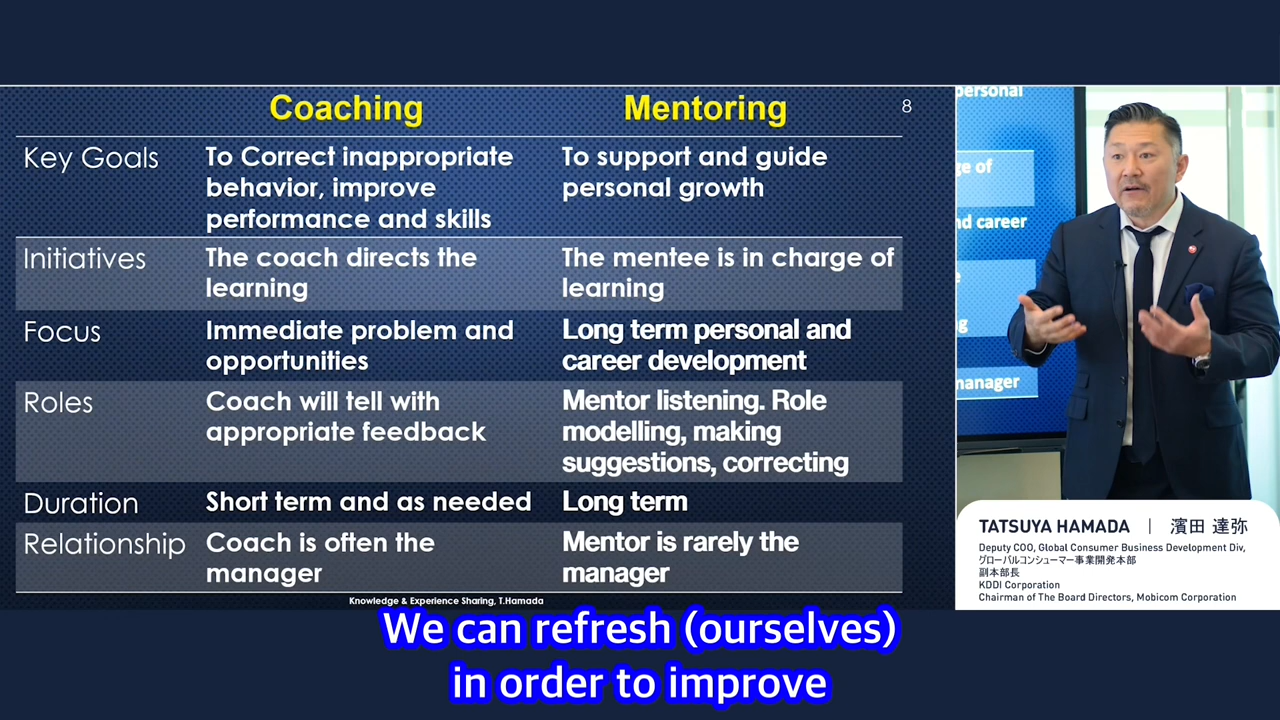 Coaching
Mentoring
8
Key Goals
To Correct inappropriate
behavior, improve
performance and skills
To support and guide
personal growth
Initiatives
The coach directs the
learning
The mentee is in charge of
learning
Focus
Immediate problem and
opportunities
Long term personal and
career development
Roles
Coach will tell with
appropriate feedback
Mentor listening. Role
modelling, making
suggestions, correcting
Duration
Short term and as needed
Long term
Relationship
Coach is often the
manager
Mentor is rarely the
manager
Knowledge & Experience Sharing, T.Hamada
personal
ge of
nd career
manager
TATSUYA HAMADA | 濱田 達弥
Deputy COO, Global Consumer Business Development Div,
グローバルコンシューマー事業開発本部
副本部長
KDDI Corporation
Chairman of The Board Directors, Mobicom Corporation
We can refresh (ourselves)
in order to improve